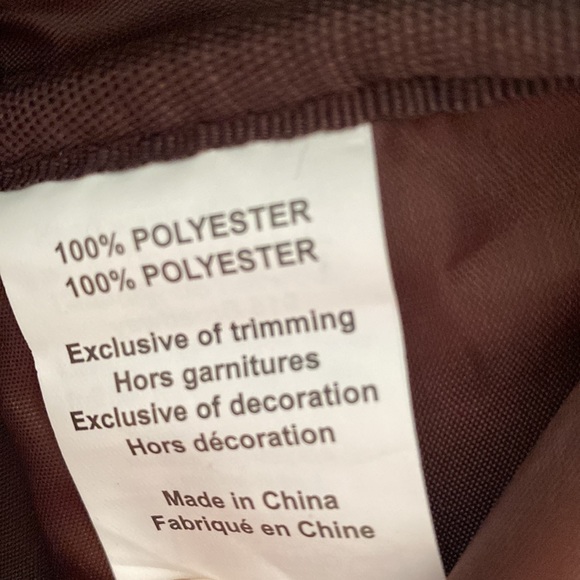 100% POLYESTER
100% POLYESTER
Exclusive of trimming
Hors garnitures
Exclusive of decoration
Hors décoration
Made in China
Fabriqué en Chine